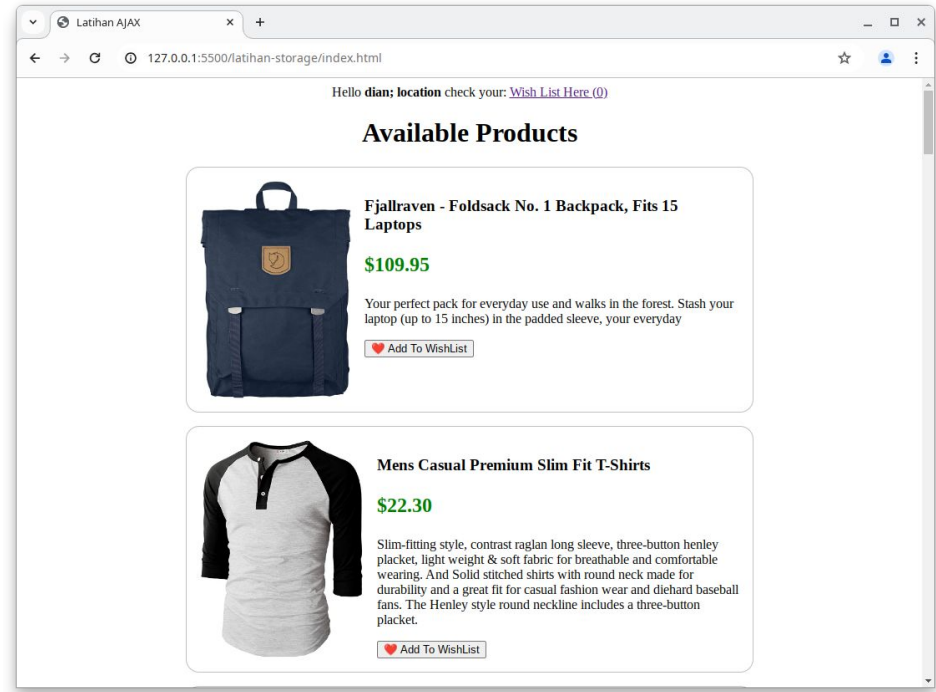 Latihan AJAX
127.0.0.1:5500/latihan-storage/index.html
Hello dian; location check your: Wish List Here (0)
Available Products
Fjallraven - Foldsack No. 1 Backpack, Fits 15
Laptops
$109.95
Your perfect pack for everyday use and walks in the forest. Stash your
laptop (up to 15 inches) in the padded sleeve, your everyday
❤️ Add To WishList
Mens Casual Premium Slim Fit T-Shirts
$22.30
Slim-fitting style, contrast raglan long sleeve, three-button henley
placket, light weight & soft fabric for breathable and comfortable
wearing. And Solid stitched shirts with round neck made for
durability and a great fit for casual fashion wear and diehard baseball
fans. The Henley style round neckline includes a three-button
placket.
❤️ Add To WishList